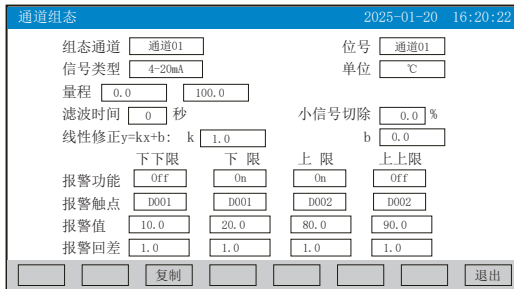 通道组态 2025-01-20 16:20:22
组态通道 通道01 位号 通道01
信号类型 4-20mA 单位 ℃
量程 0.0 100.0
滤波时间 0 秒 小信号切除 0.0 %
线性修正y=kx+b: k 1.0 b 0.0
下下限 下 限 上 限 上上限
报警功能 Off On On Off
报警触点 DO01 DO01 DO02 DO02
报警值 10.0 20.0 80.0 90.0
报警回差 1.0 1.0 1.0 1.0
复制 退出